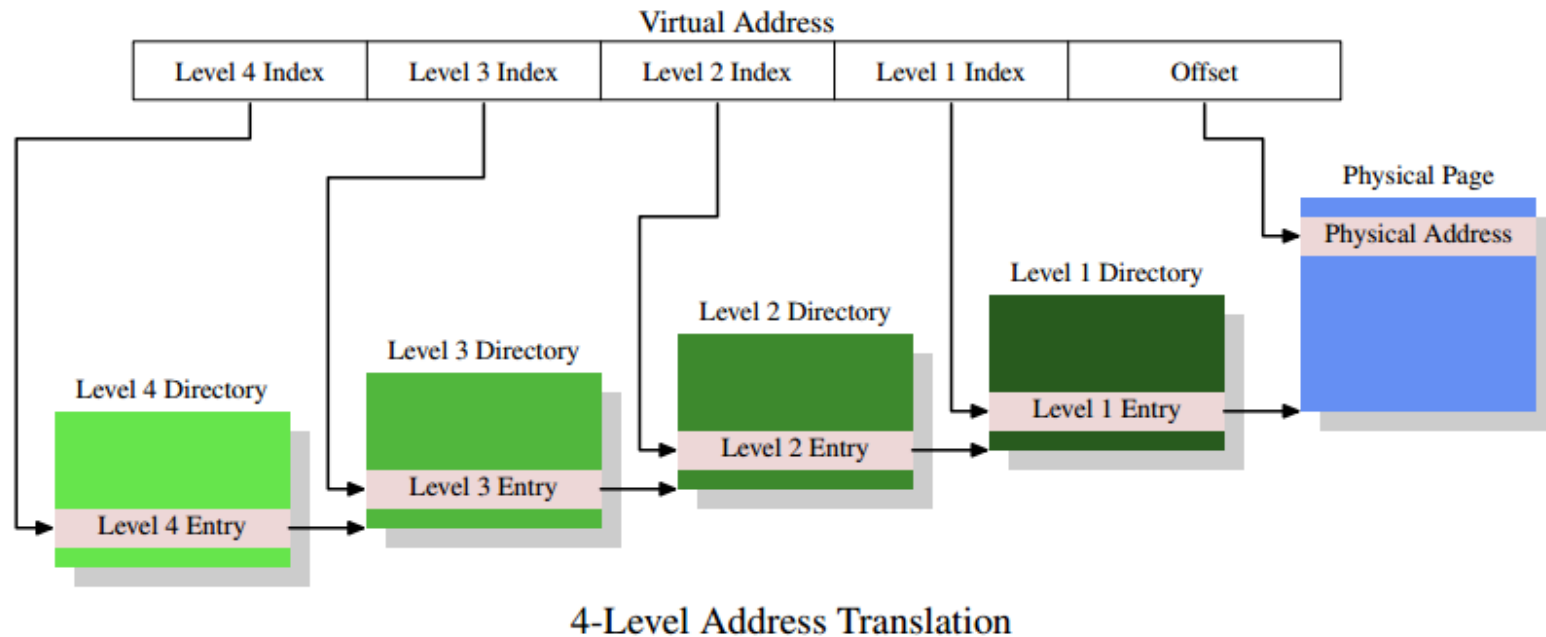 Virtual Address
Level 4 Index
Level 3 Index
Level 2 Index
Level 1 Index
Offset
Physical Page
Physical Address
Level 1 Directory
Level 1 Entry
Level 2 Directory
Level 2 Entry
Level 3 Directory
Level 3 Entry
Level 4 Directory
Level 4 Entry
4-Level Address Translation